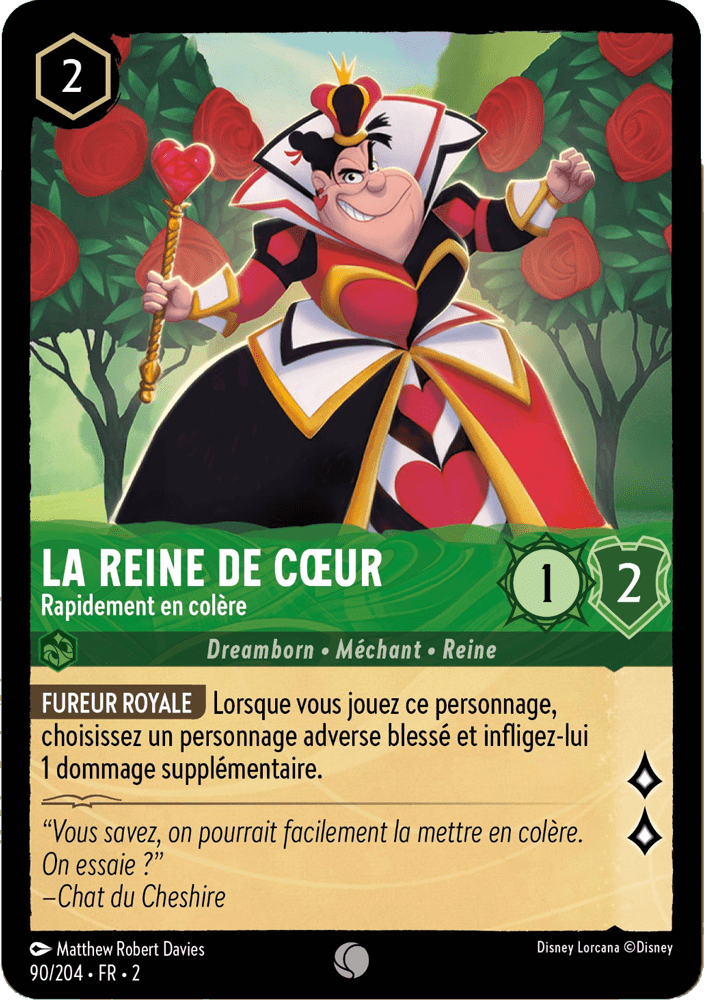 2
LA REINE DE CŒUR
Rapidement en colère
1
2
Dreamborn • Méchant • Reine
FUREUR ROYALE Lorsque vous jouez ce personnage,
choisissez un personnage adverse blessé et infligez-lui
1 dommage supplémentaire.
“Vous savez, on pourrait facilement la mettre en colère.
On essaie ?”
–Chat du Cheshire
Matthew Robert Davies
Disney Lorcana ©Disney
90/204 • FR • 2